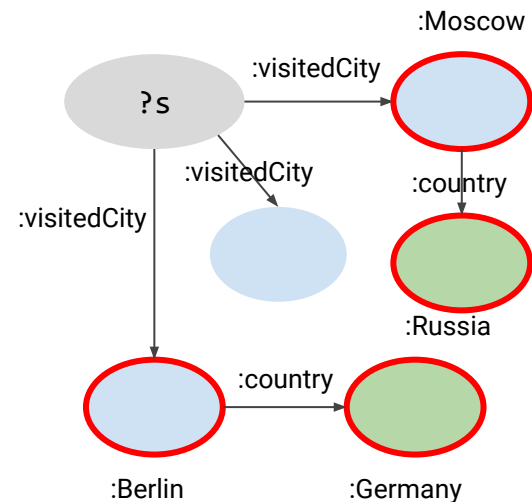 :Moscow
:visitedCity
?s
:visitedCity
:country
:visitedCity
:Russia
:country
:Berlin
:Germany